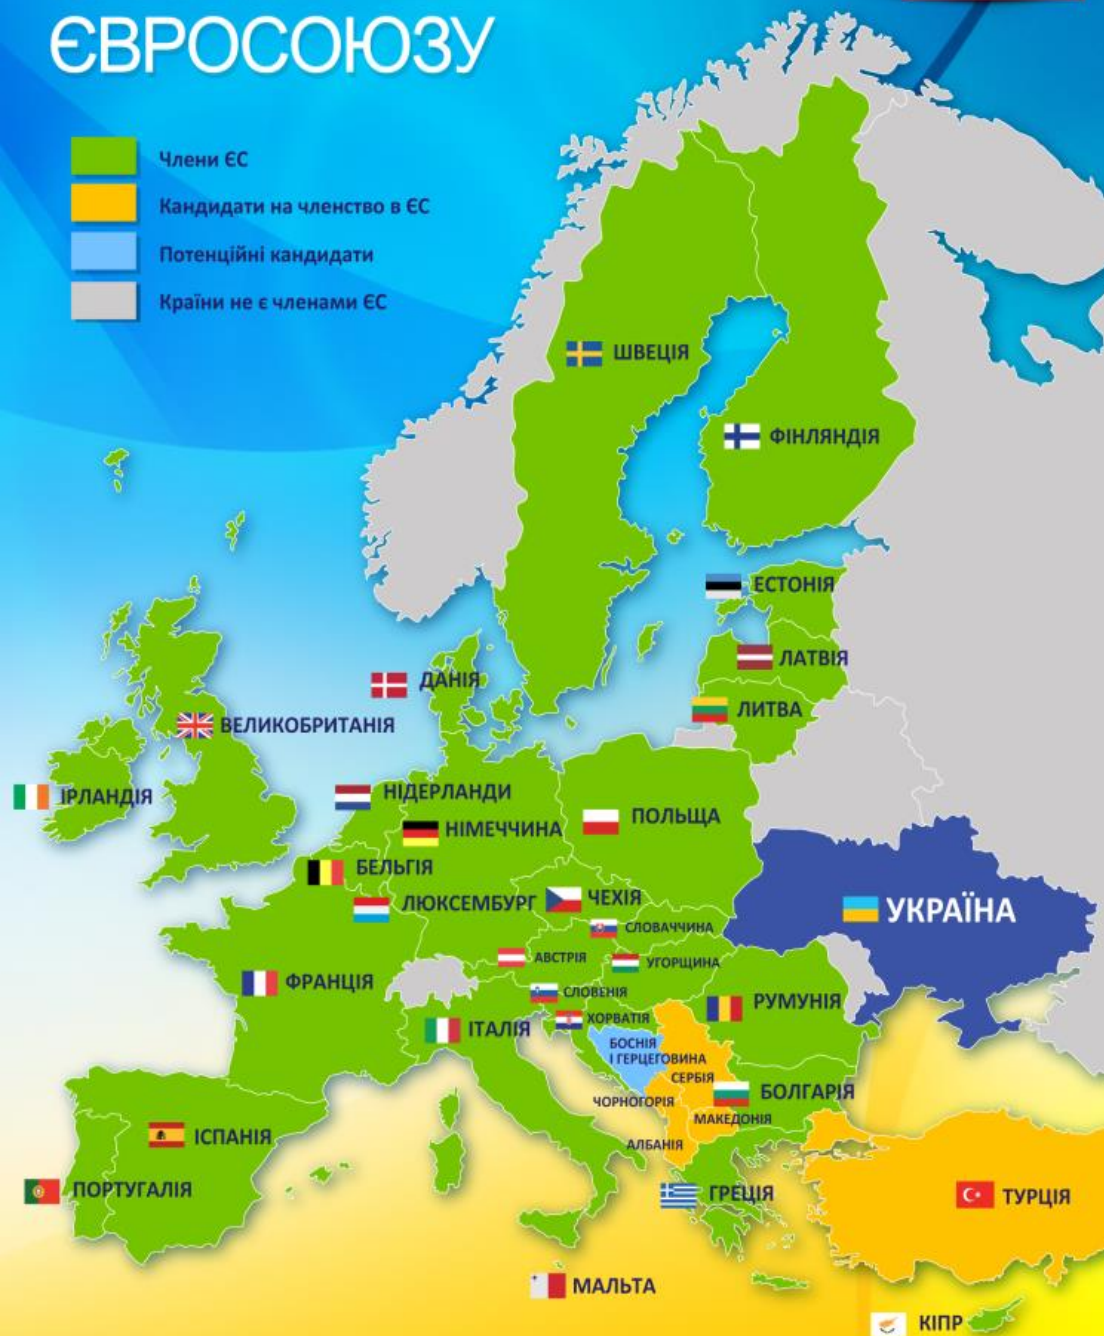 ЄВРОСОЮЗУ
Члени ЄС
Кандидати на членство в ЄС
Потенційні кандидати
Країни не є членами ЄС
ШВЕЦІЯ
ФІНЛЯНДІЯ
ЕСТОНІЯ
ЛАТВІЯ
ДАНІЯ
ЛИТВА
ВЕЛИКОБРИТАНІЯ
ІРЛАНДІЯ
НІДЕРЛАНДИ
ПОЛЬЩА
НІМЕЧЧИНА
БЕЛЬГІЯ
ЛЮКСЕМБУРГ
ЧЕХІЯ
УКРАЇНА
СЛОВАЧЧИНА
АВСТРІЯ
УГОРЩИНА
ФРАНЦІЯ
СЛОВЕНІЯ
РУМУНІЯ
ХОРВАТІЯ
ІТАЛІЯ
БОСНІЯ
І ГЕРЦЕГОВИНА
СЕРБІЯ
БОЛГАРІЯ
ЧОРНОГОРІЯ
МАКЕДОНІЯ
ІСПАНІЯ
АЛБАНІЯ
ПОРТУГАЛІЯ
ГРЕЦІЯ
ТУРЦІЯ
МАЛЬТА
КІПР